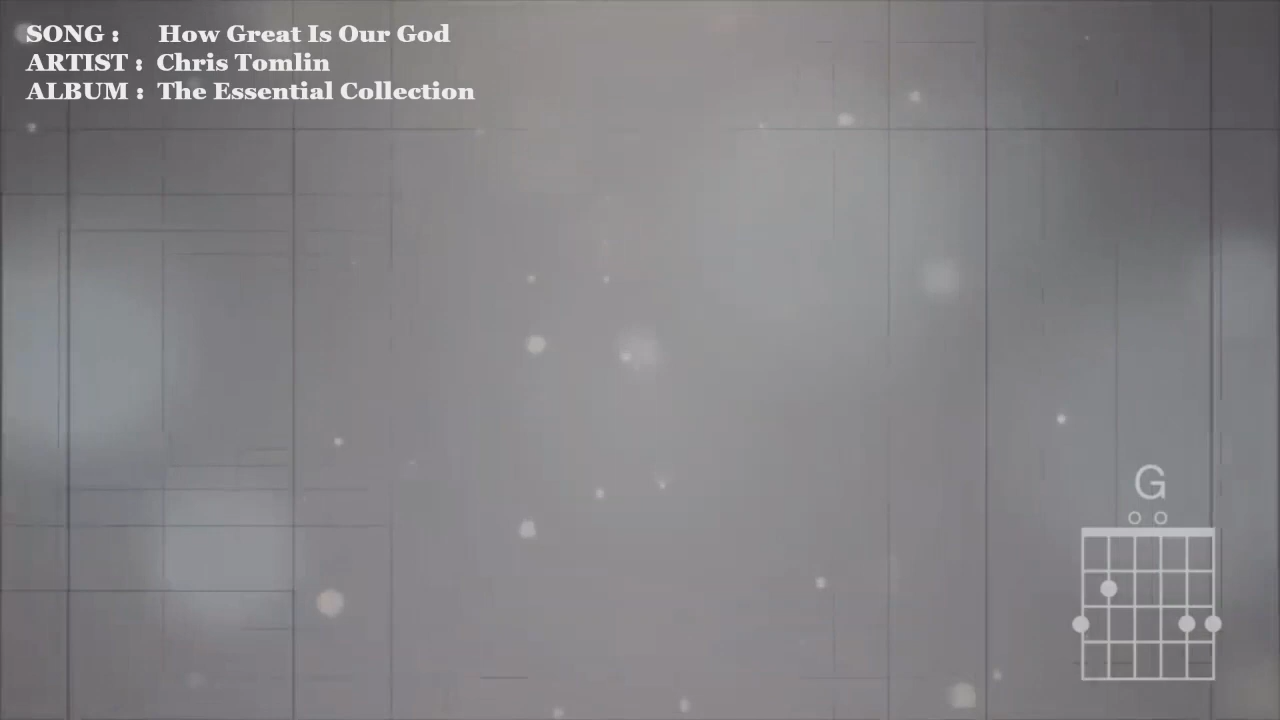 SONG : How Great Is Our God
ARTIST : Chris Tomlin
ALBUM : The Essential Collection
G